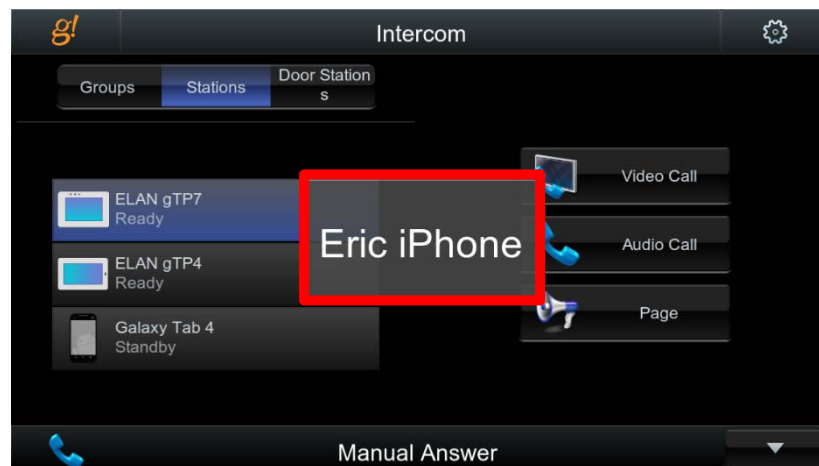 g!
Intercom
Groups
Stations
Door Station
s
ELAN gTP7
Ready
ELAN gTP4
Ready
Galaxy Tab 4
Standby
Eric iPhone
Video Call
Audio Call
Page
Manual Answer